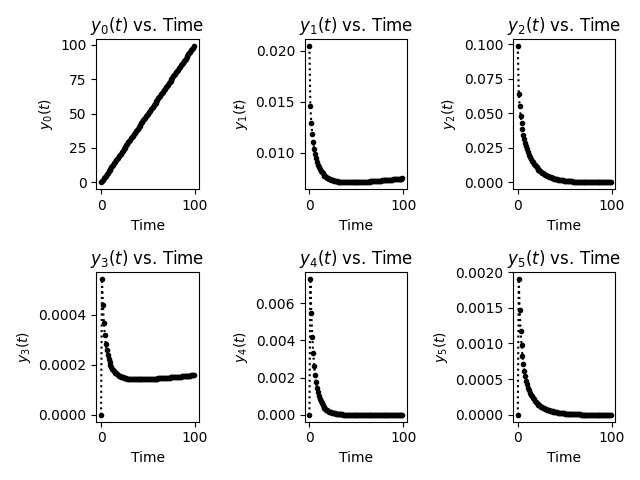 y₀(t) vs. Time
100
75
50
25
0
y₀(t)
0
100
Time
y₁(t) vs. Time
0.020
0.015
0.010
y₁(t)
0
100
Time
y₂(t) vs. Time
0.100
0.075
0.050
0.025
0.000
y₂(t)
0
100
Time
y₃(t) vs. Time
0.0004
0.0002
0.0000
y₃(t)
0
100
Time
y₄(t) vs. Time
0.006
0.004
0.002
0.000
y₄(t)
0
100
Time
y₅(t) vs. Time
0.0020
0.0015
0.0010
0.0005
0.0000
y₅(t)
0
100
Time